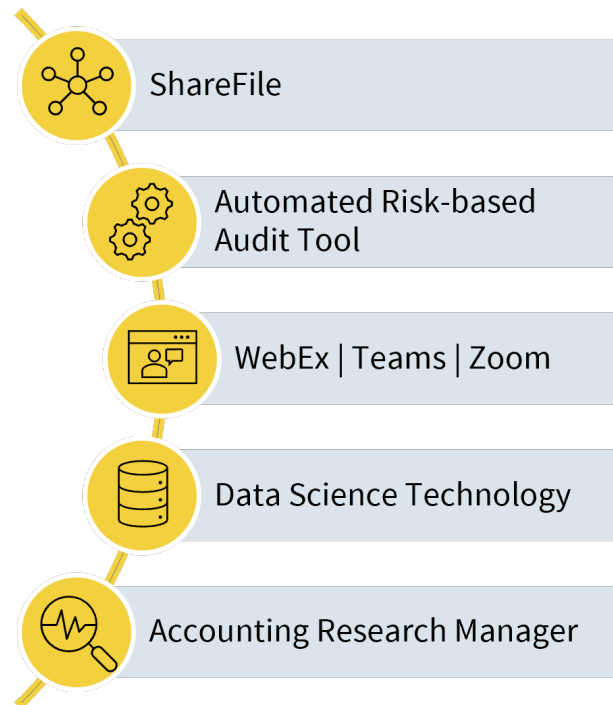 ShareFile
Automated Risk-based
Audit Tool
WebEx | Teams | Zoom
Data Science Technology
Accounting Research Manager